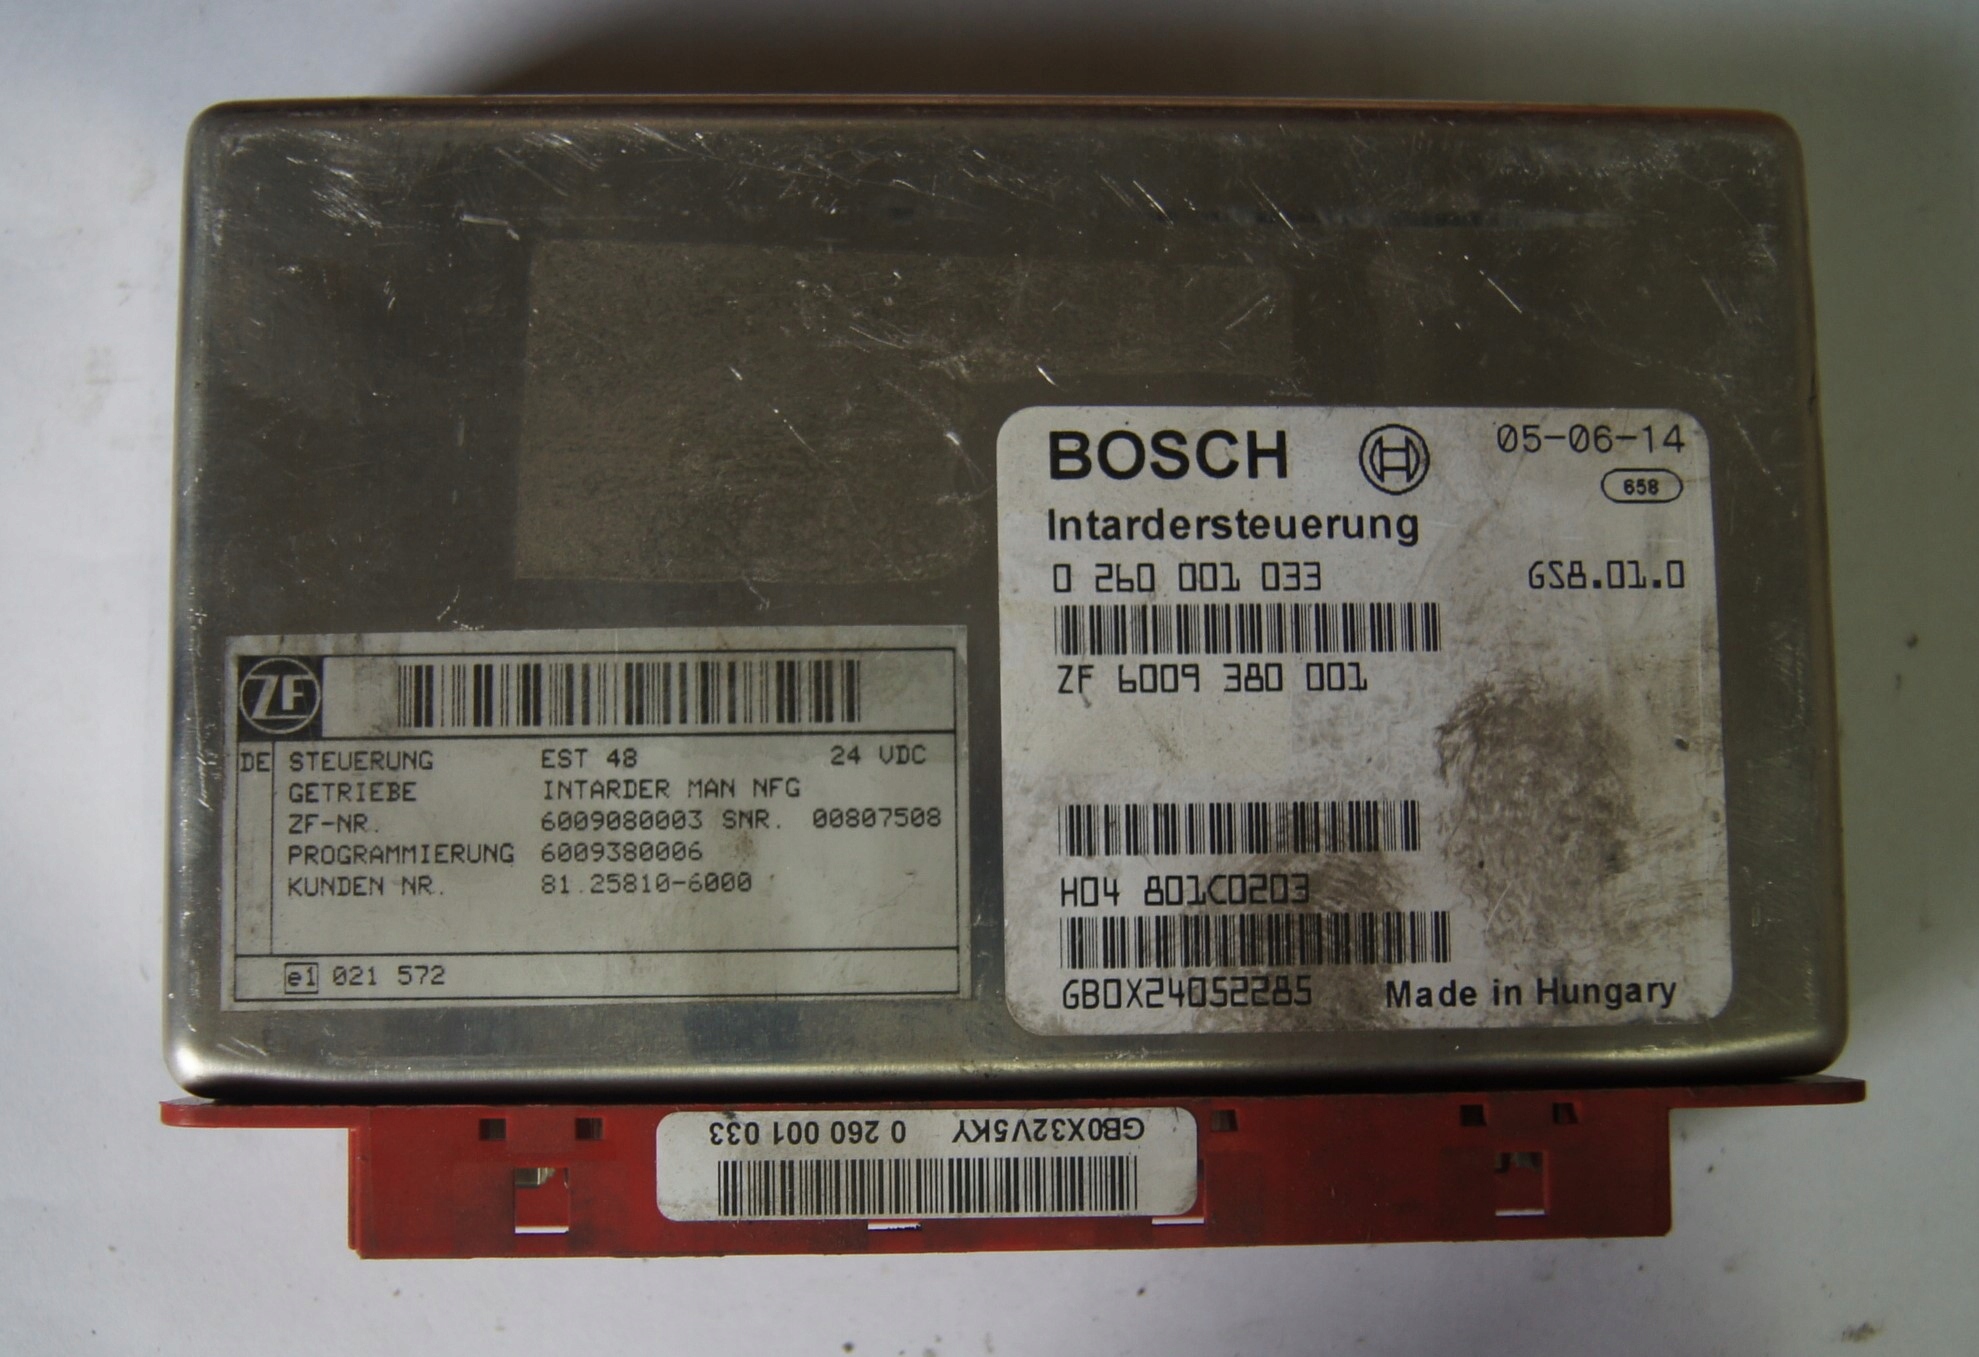 BOSCH 05-06-14
658
Intardersteuerung
0 260 001 033 GS8.01.0
ZF 6009 380 001
H04 801C0203
GB0X24052285 Made in Hungary
ZF
DE STEUERUNG EST 48 24 VDC
GETRIEBE INTARDER MAN NFG
ZF-NR. 6009080003 SNR. 00807508
PROGRAMMIERUNG 6009380006
KUNDEN NR. 81.25810-6000
e1 021 572
GB0X32V5KY 0 260 001 033